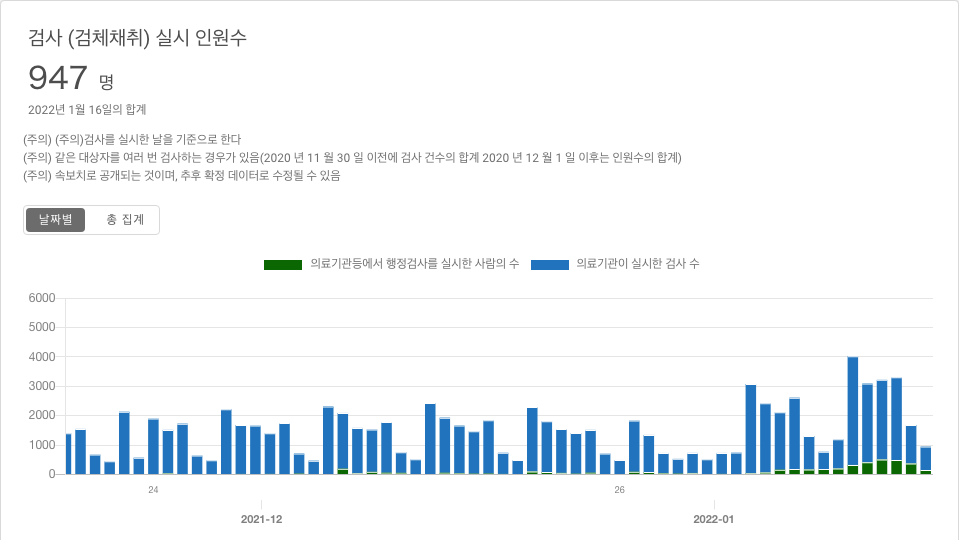 검사 (검체채취) 실시 인원수
947 명
2022년 1월 16일의 합계
(주의) (주의)검사를 실시한 날을 기준으로 한다
(주의) 같은 대상자를 여러 번 검사하는 경우가 있음(2020 년 11 월 30 일 이전에 검사 건수의 합계 2020 년 12 월 1 일 이후는 인원수의 합계)
(주의) 속보치로 공개되는 것이며, 추후 확정 데이터로 수정될 수 있음
날짜별 총 집계
의료기관등에서 행정검사를 실시한 사람의 수 의료기관이 실시한 검사 수
6000
5000
4000
3000
2000
1000
0
24 26
2021-12 2022-01